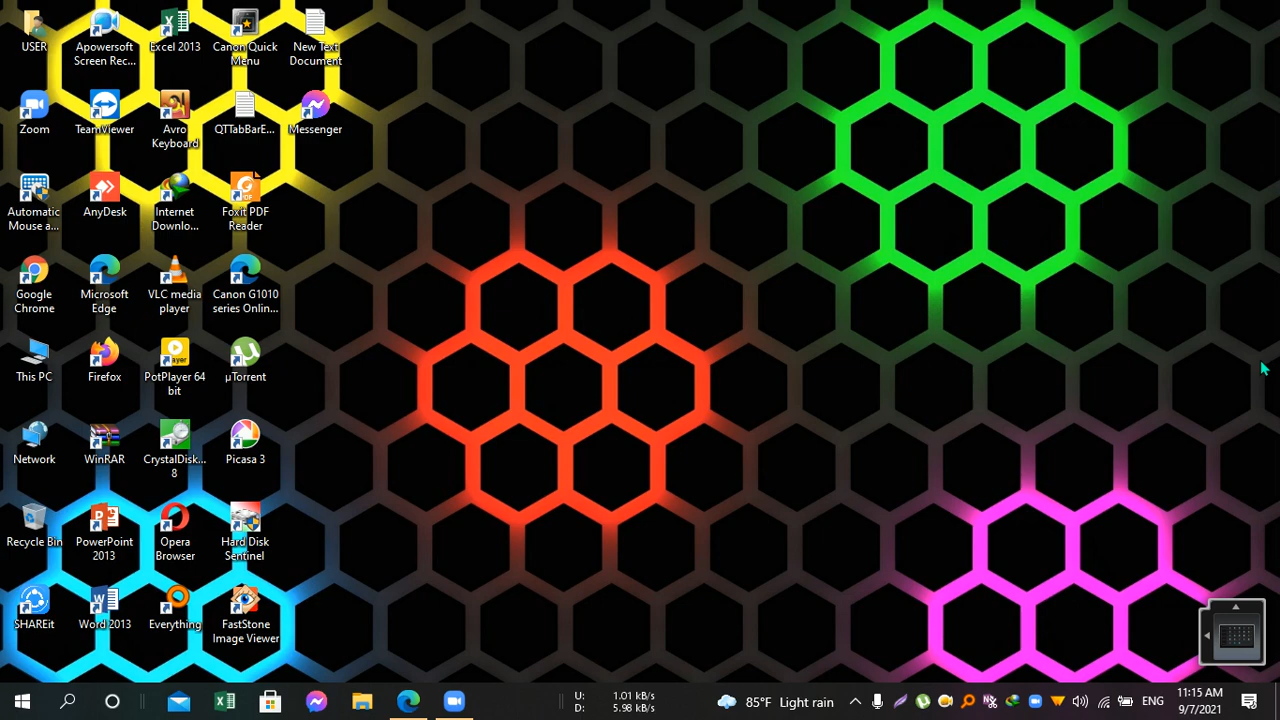 USER
Apowersoft
Screen Rec...
Excel 2013
Canon Quick
Menu
New Text
Document
Zoom
TeamViewer
Avro
Keyboard
QTTabBarE...
Messenger
Automatic
Mouse a...
AnyDesk
Internet
Downlo...
Foxit PDF
Reader
Google
Chrome
Microsoft
Edge
VLC media
player
Canon G1010
series Onlin...
This PC
Firefox
PotPlayer 64
bit
µTorrent
Network
WinRAR
CrystalDisk...
8
Picasa 3
Recycle Bin
PowerPoint
2013
Opera
Browser
Hard Disk
Sentinel
SHAREit
Word 2013
Everything
FastStone
Image Viewer
U: 1.01 kB/s
D: 5.98 kB/s
85°F Light rain
ENG
11:15 AM
9/7/2021